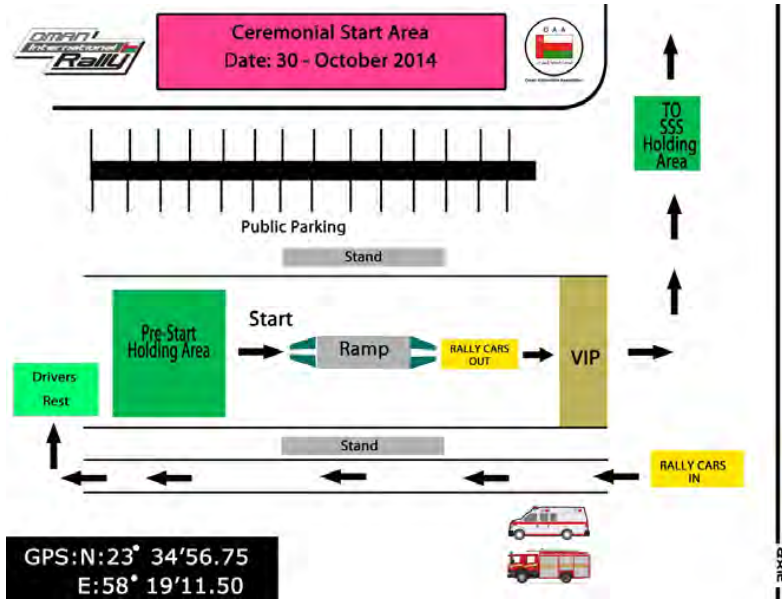 OMAN
International
Rally
Ceremonial Start Area
Date: 30 - October 2014
O A A
TO
SSS
Holding
Area
Public Parking
Stand
Pre-Start
Holding Area
Start
Ramp
RALLY CARS
OUT
VIP
Drivers
Rest
Stand
RALLY CARS
IN
GPS:N:23° 34'56.75
E:58° 19'11.50